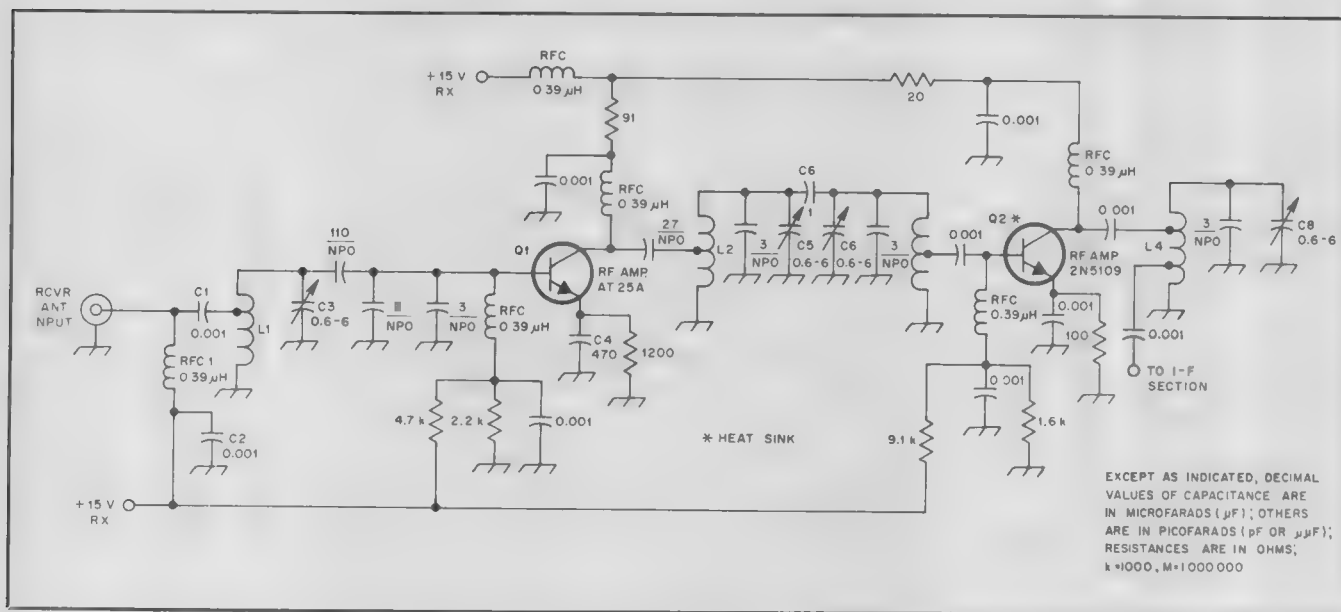 RFC
0.39 µH
+15 V
RX
91
20
0.001
0.001
RFC
0.39 µH
RFC
0.39 µH
C6
1
110
NPO
27
NPO
Q1
RF AMP
AT 25A
L2
3
NPO
C5
0.6-6
C6
0.6-6
3
NPO
0.001
Q2 *
RF AMP
2N5109
0.001
L4
3
NPO
C8
0.6-6
RCVR
ANT
NPUT
C1
0.001
L1
C3
0.6-6
NPO
3
NPO
RFC
0.39 µH
C4
470
1200
RFC
0.39 µH
0.001
100
0.001
TO I-F
SECTION
RFC 1
0.39 µH
C2
0.001
4.7 k
2.2 k
0.001
* HEAT SINK
9.1 k
0.001
1.6 k
+15 V
RX
EXCEPT AS INDICATED, DECIMAL
VALUES OF CAPACITANCE ARE
IN MICROFARADS (µF); OTHERS
ARE IN PICOFARADS (pF OR µµF);
RESISTANCES ARE IN OHMS;
k=1000, M=1000000